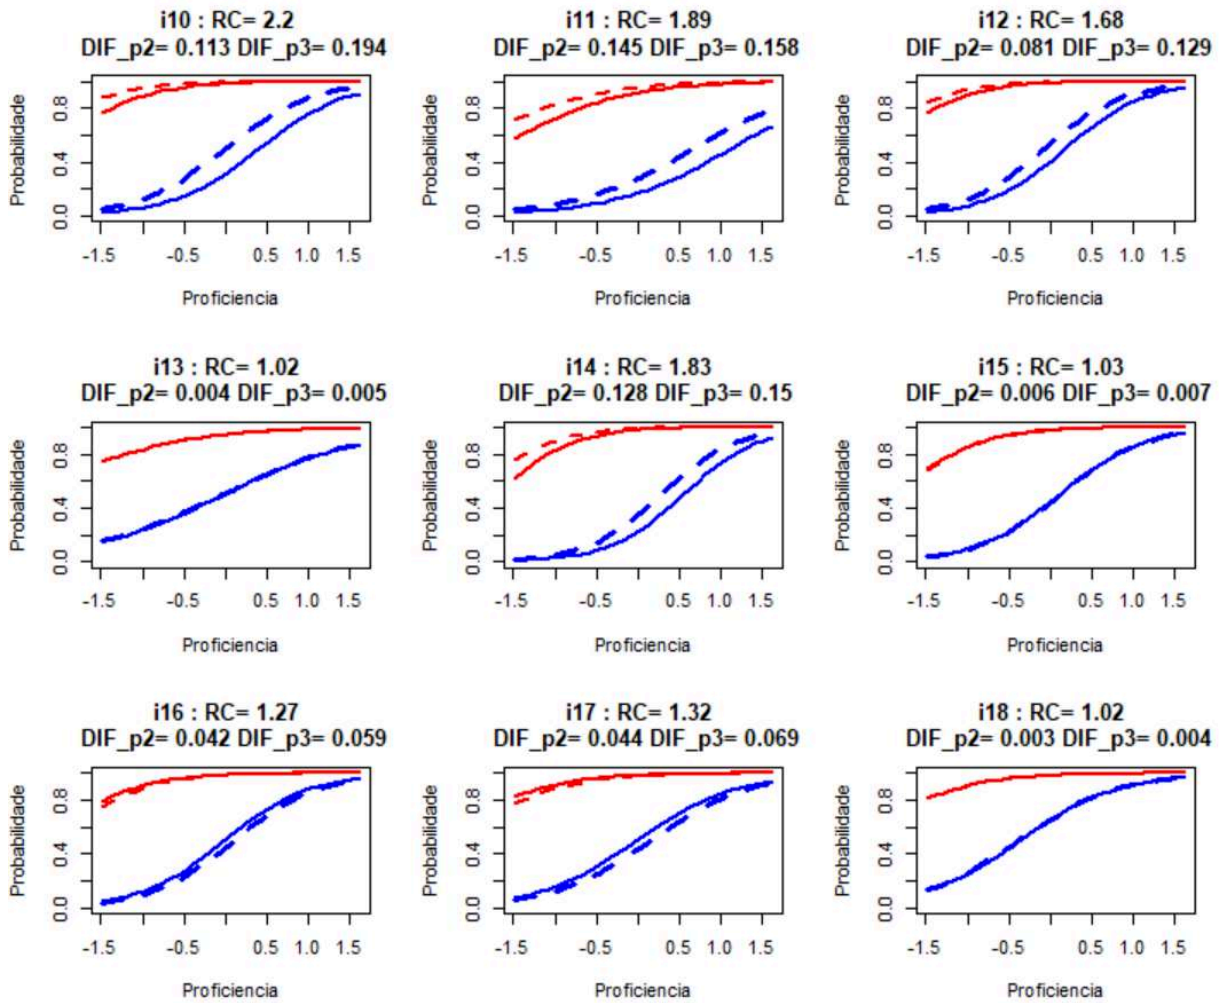 i10 : RC= 2.2
DIF_p2= 0.113 DIF_p3= 0.194
Probabilidade
0.0 0.4 0.8
-1.5 -0.5 0.5 1.0 1.5
Proficiencia
i11 : RC= 1.89
DIF_p2= 0.145 DIF_p3= 0.158
Probabilidade
0.0 0.4 0.8
-1.5 -0.5 0.5 1.0 1.5
Proficiencia
i12 : RC= 1.68
DIF_p2= 0.081 DIF_p3= 0.129
Probabilidade
0.0 0.4 0.8
-1.5 -0.5 0.5 1.0 1.5
Proficiencia
i13 : RC= 1.02
DIF_p2= 0.004 DIF_p3= 0.005
Probabilidade
0.0 0.4 0.8
-1.5 -0.5 0.5 1.0 1.5
Proficiencia
i14 : RC= 1.83
DIF_p2= 0.128 DIF_p3= 0.15
Probabilidade
0.0 0.4 0.8
-1.5 -0.5 0.5 1.0 1.5
Proficiencia
i15 : RC= 1.03
DIF_p2= 0.006 DIF_p3= 0.007
Probabilidade
0.0 0.4 0.8
-1.5 -0.5 0.5 1.0 1.5
Proficiencia
i16 : RC= 1.27
DIF_p2= 0.042 DIF_p3= 0.059
Probabilidade
0.0 0.4 0.8
-1.5 -0.5 0.5 1.0 1.5
Proficiencia
i17 : RC= 1.32
DIF_p2= 0.044 DIF_p3= 0.069
Probabilidade
0.0 0.4 0.8
-1.5 -0.5 0.5 1.0 1.5
Proficiencia
i18 : RC= 1.02
DIF_p2= 0.003 DIF_p3= 0.004
Probabilidade
0.0 0.4 0.8
-1.5 -0.5 0.5 1.0 1.5
Proficiencia